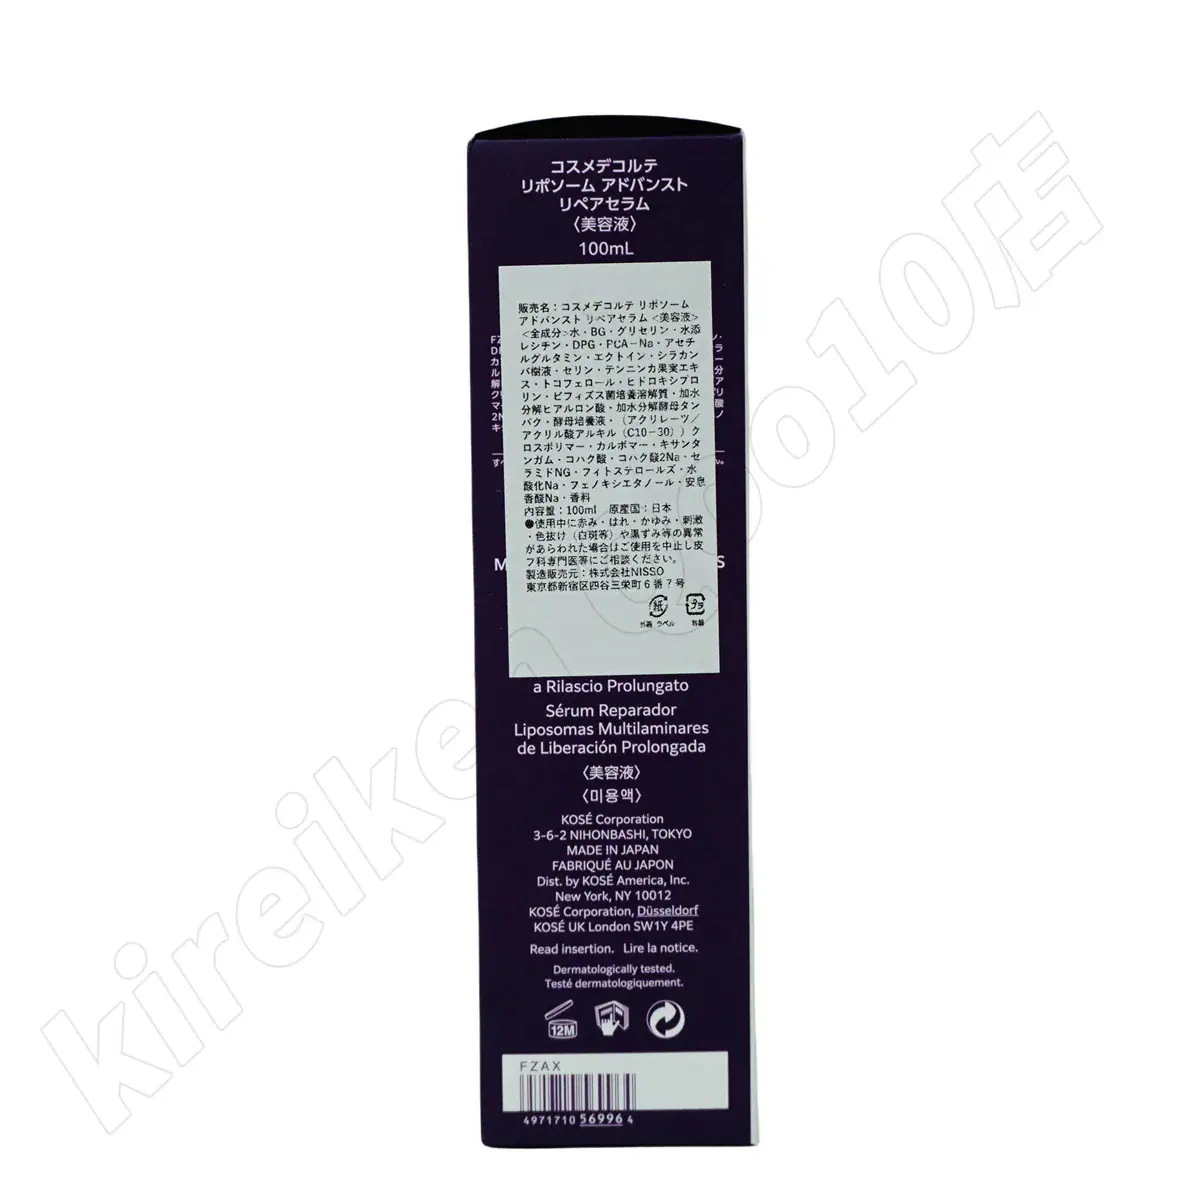 コスメデコルテ
リポソーム アドバンスト
リペアセラム
〈美容液〉
100mL
販売名：コスメデコルテ リポソーム
アドバンスト リペアセラム <美容液>
<全成分>水・BG・グリセリン・水添
レシチン・DPG・PCA-Na・アセチ
ルグルタミン・エクトイン・シラカン
バ樹液・セリン・テンニンカ果実エキ
ス・トコフェロール・ヒドロキシプロ
リン・ビフィズス菌培養溶解質・加水
分解ヒアルロン酸・加水分解酵母タン
パク・酵母培養液・（アクリレーツ/
アクリル酸アルキル（C10-30））ク
ロスポリマー・カルボマー・キサンタ
ンガム・コハク酸・コハク酸2Na・セ
ラミドNG・フィトステロールズ・水
酸化Na・フェノキシエタノール・安息
香酸Na・香料
内容量：100ml 原産国：日本
●使用中に赤み・はれ・かゆみ・刺激
・色抜け（白斑等）や黒ずみ等の異常
があらわれた場合はご使用を中止し皮
フ科専門医等にご相談ください。
製造販売元：株式会社NISSO
東京都新宿区四谷三栄町6番7号
紙 プラ
外箱 ラベル 容器
a Rilascio Prolungato
Sérum Reparador
Liposomas Multilaminares
de Liberación Prolongada
〈美容液〉
〈미용액〉
KOSÉ Corporation
3-6-2 NIHONBASHI, TOKYO
MADE IN JAPAN
FABRIQUÉ AU JAPON
Dist. by KOSÉ America, Inc.
New York, NY 10012
KOSÉ Corporation, Düsseldorf
KOSÉ UK London SW1Y 4PE
Read insertion. Lire la notice.
Dermatologically tested.
Testé dermatologiquement.
12M
FZAX
4971710 56996 4
kireiken Qoo10店